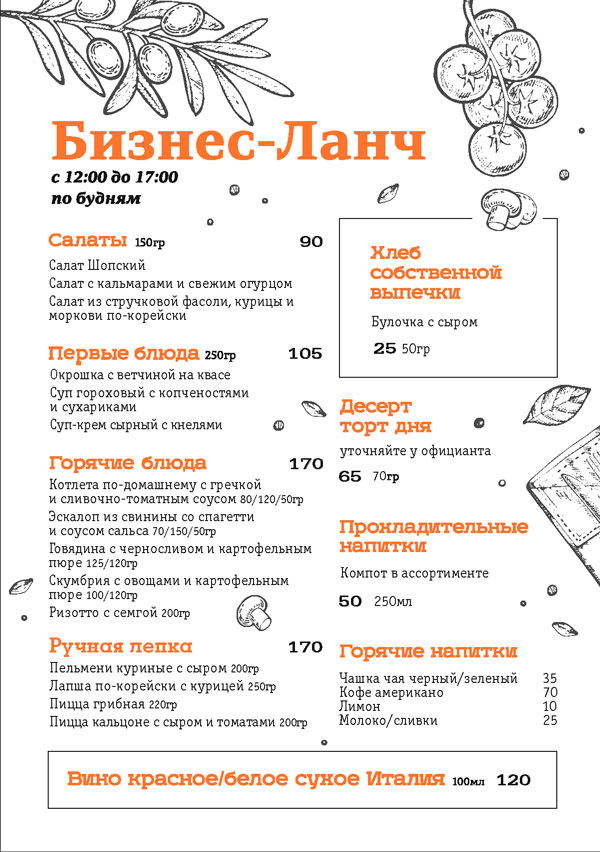 Бизнес-Ланч
с 12:00 до 17:00
по будням
Салаты 150гр 90
Салат Шопский
Салат с кальмарами и свежим огурцом
Салат из стручковой фасоли, курицы и
моркови по-корейски
Первые блюда 250гр 105
Окрошка с ветчиной на квасе
Суп гороховый с копченостями
и сухариками
Суп-крем сырный с кнелями
Горячие блюда 170
Котлета по-домашнему с гречкой
и сливочно-томатным соусом 80/120/50гр
Эскалоп из свинины со спагетти
и соусом сальса 70/150/50гр
Говядина с черносливом и картофельным
пюре 125/120гр
Скумбрия с овощами и картофельным
пюре 100/120гр
Ризотто с семгой 200гр
Ручная лепка 170
Пельмени куриные с сыром 200гр
Лапша по-корейски с курицей 250гр
Пицца грибная 220гр
Пицца кальцоне с сыром и томатами 200гр
Хлеб
собственной
выпечки
Булочка с сыром
25 50гр
Десерт
торт дня
уточняйте у официанта
65 70гр
Прохладительные
напитки
Компот в ассортименте
50 250мл
Горячие напитки
Чашка чая черный/зеленый 35
Кофе американо 70
Лимон 10
Молоко/сливки 25
Вино красное/белое сухое Италия 100мл 120